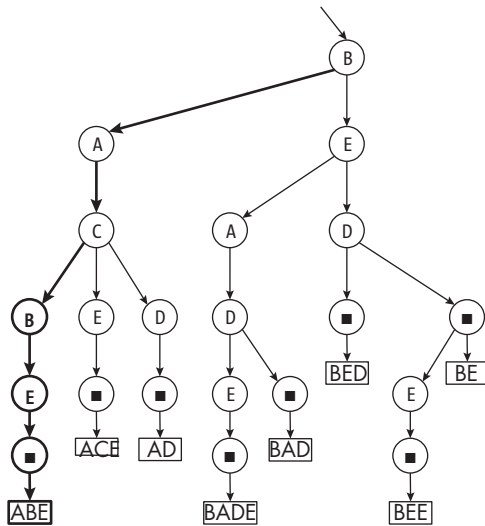 B
A E
C A D
B E D D ■ ■
BED BE
E ■ ■ E ■ E
ACE AD BAD
■ ■ ■
ABE BADE BEE